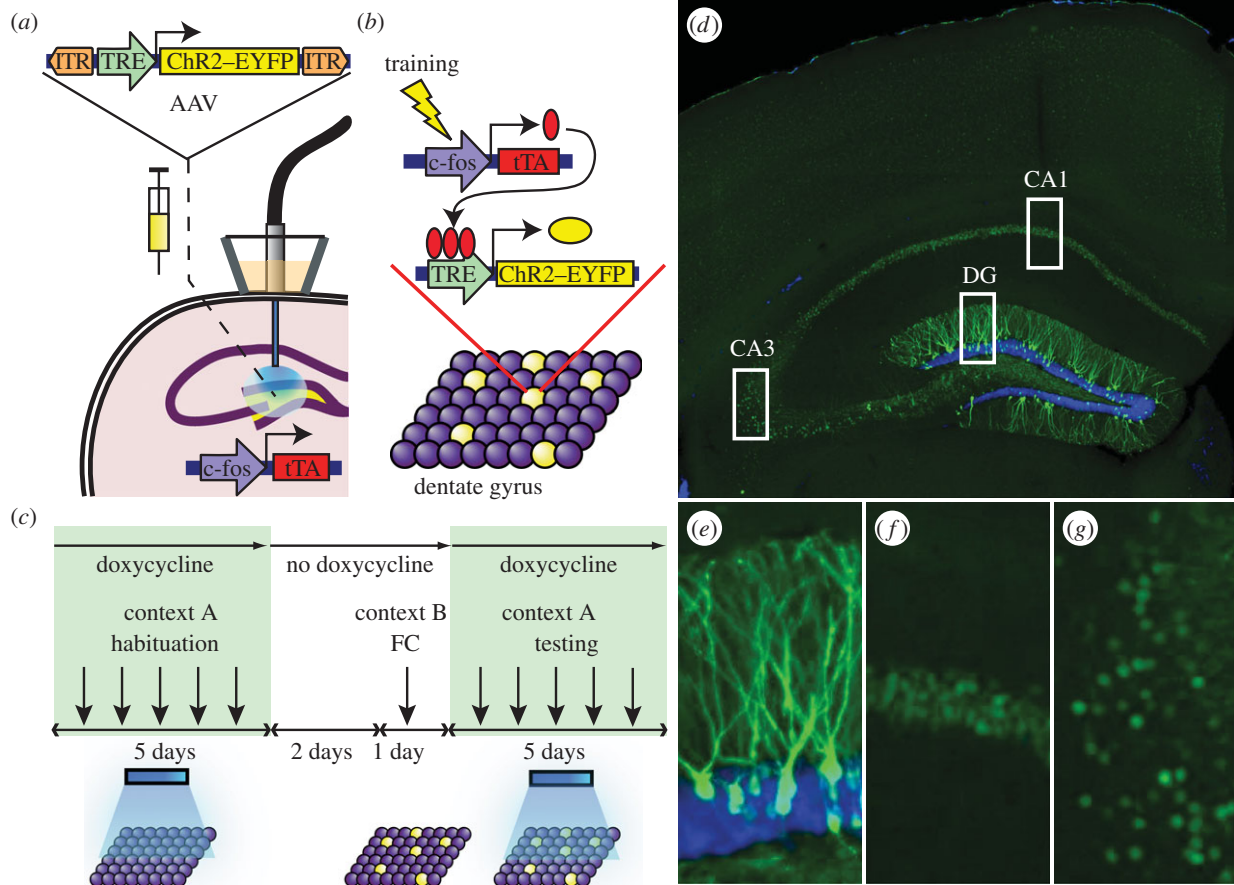 (a)
ITR TRE ChR2–EYFP ITR
AAV
c-fos tTA
(b)
training
c-fos tTA
TRE ChR2–EYFP
dentate gyrus
(c)
doxycycline no doxycycline doxycycline
context A context B context A
habituation FC testing
5 days 2 days 1 day 5 days
(d)
CA1
DG
CA3
(e) (f) (g)